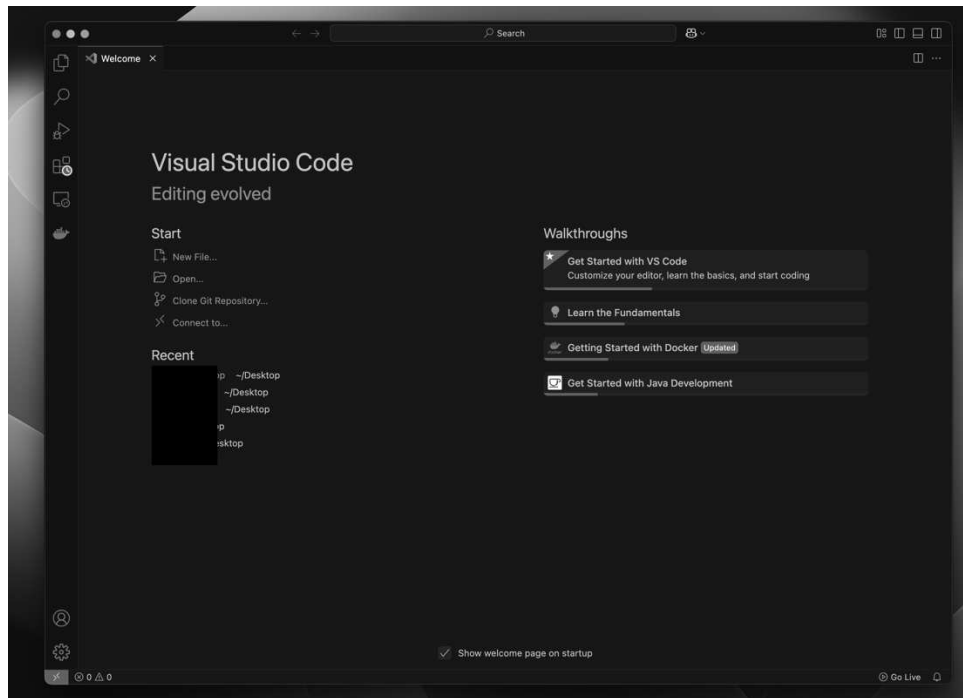 Search
Welcome
Visual Studio Code
Editing evolved
Start
New File...
Open...
Clone Git Repository...
Connect to...
Recent
~/Desktop
~/Desktop
~/Desktop
Walkthroughs
Get Started with VS Code
Customize your editor, learn the basics, and start coding
Learn the Fundamentals
Getting Started with Docker Updated
Get Started with Java Development
Show welcome page on startup
0 0
Go Live